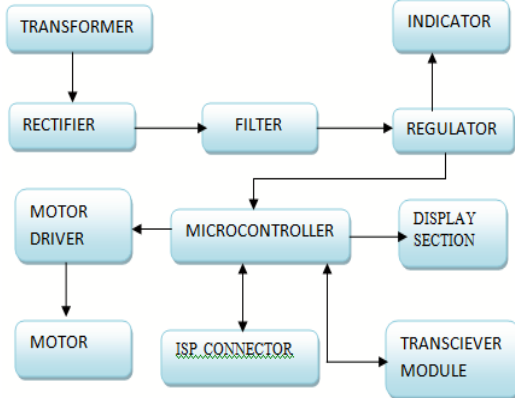 TRANSFORMER
INDICATOR
RECTIFIER
FILTER
REGULATOR
MOTOR
DRIVER
MICROCONTROLLER
DISPLAY
SECTION
MOTOR
ISP CONNECTOR
TRANSCIEVER
MODULE